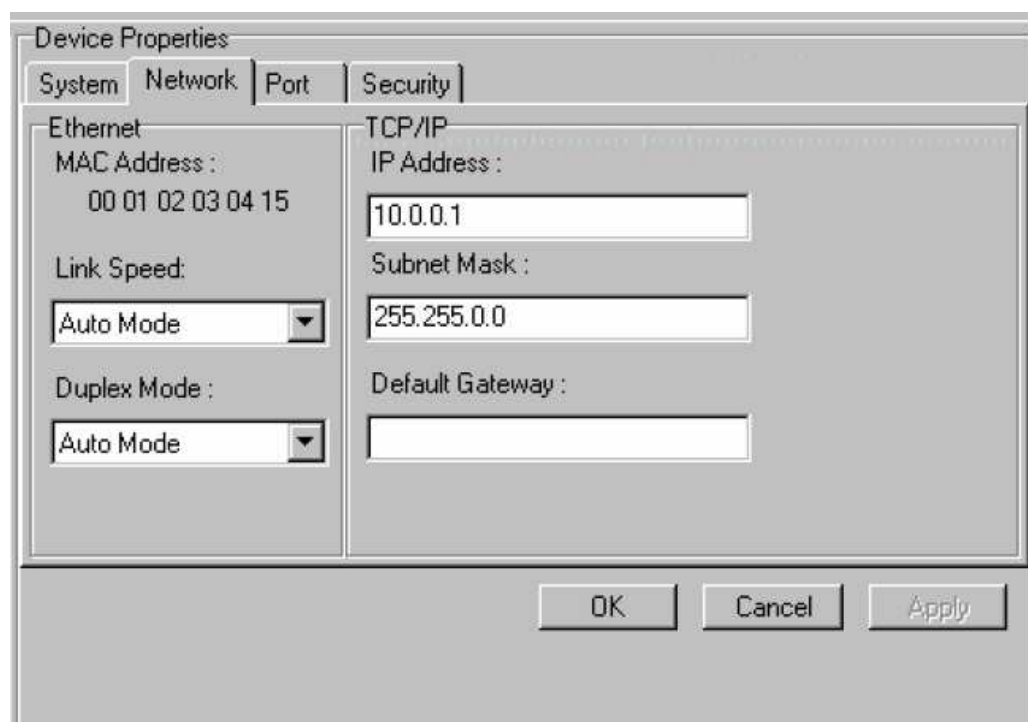 Device Properties
System
Network
Port
Security
Ethernet
MAC Address :
00 01 02 03 04 15
Link Speed:
Auto Mode
Duplex Mode :
Auto Mode
TCP/IP
IP Address :
10.0.0.1
Subnet Mask :
255.255.0.0
Default Gateway :
OK
Cancel
Apply